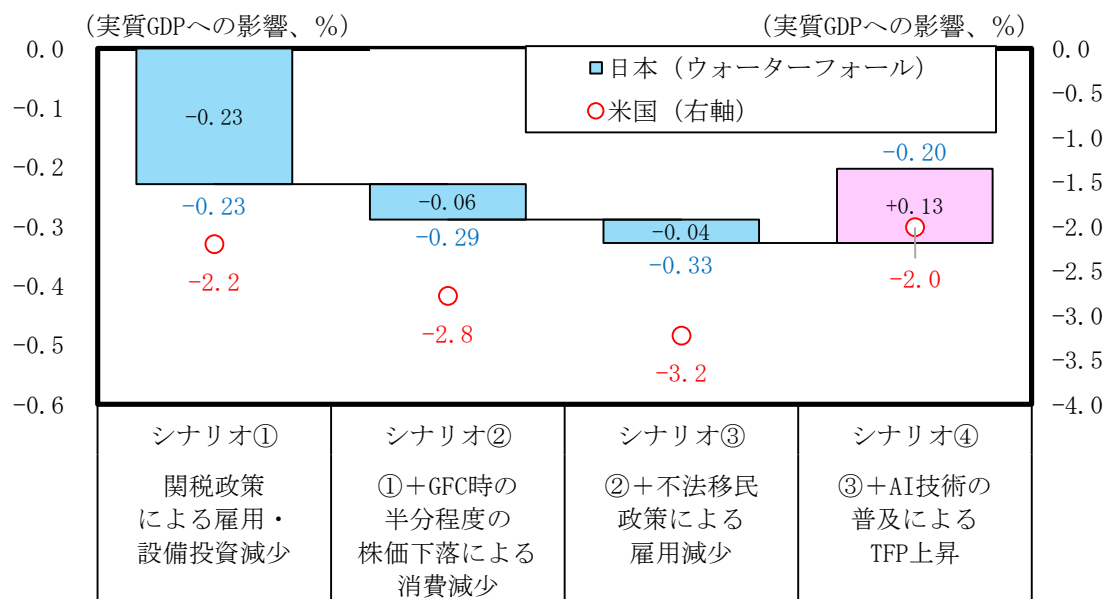 （実質GDPへの影響、%）
（実質GDPへの影響、%）
0.0
-0.1
-0.2
-0.3
-0.4
-0.5
-0.6
日本（ウォーターフォール）
米国（右軸）
-0.23
-0.23
-2.2
-0.06
-0.29
-2.8
-0.04
-0.33
-3.2
-0.20
+0.13
-2.0
0.0
-0.5
-1.0
-1.5
-2.0
-2.5
-3.0
-3.5
-4.0
シナリオ①
関税政策
による雇用・
設備投資減少
シナリオ②
①＋GFC時の
半分程度の
株価下落による
消費減少
シナリオ③
②＋不法移民
政策による
雇用減少
シナリオ④
③＋AI技術の
普及による
TFP上昇